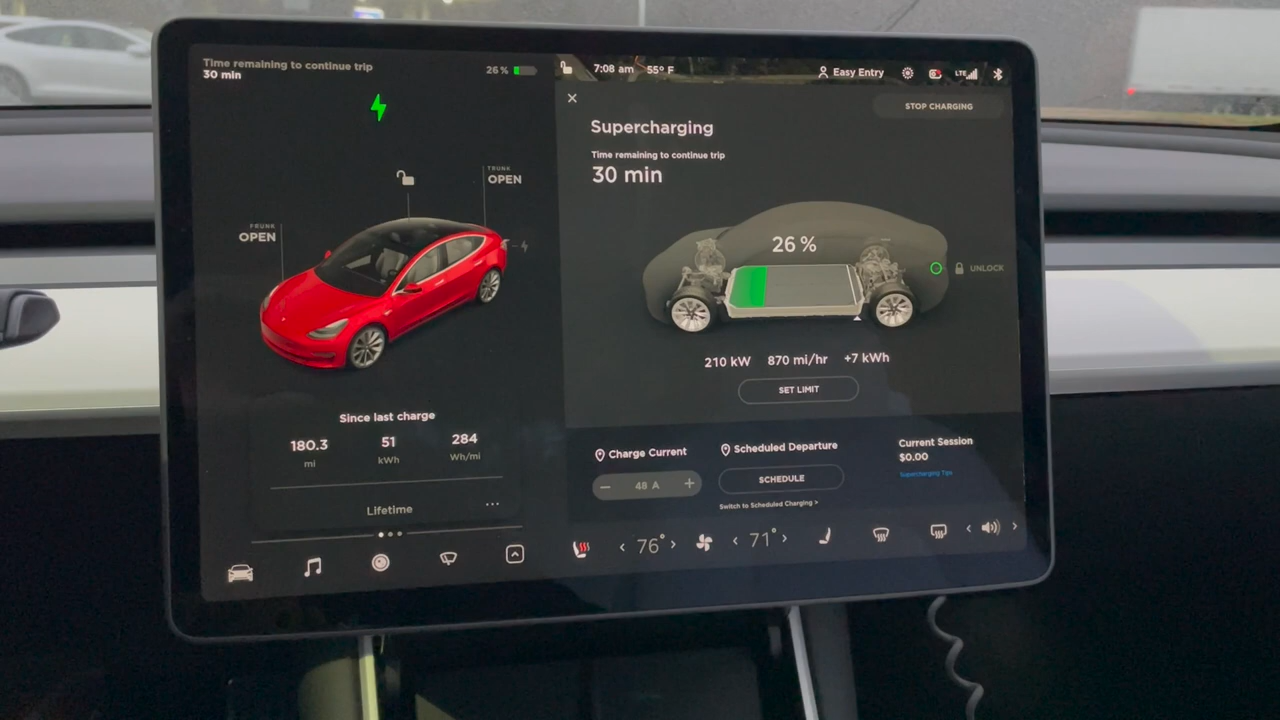 Time remaining to continue trip
30 min
26 %
7:08 am
55° F
Easy Entry
LTE
STOP CHARGING
Supercharging
Time remaining to continue trip
30 min
TRUNK
OPEN
FRUNK
OPEN
26 %
UNLOCK
210 kW
870 mi/hr
+7 kWh
SET LIMIT
Since last charge
180.3
mi
51
kWh
284
Wh/mi
Lifetime
Charge Current
48 A
Scheduled Departure
SCHEDULE
Switch to Scheduled Charging >
Current Session
$0.00
Supercharging Tips
76°
71°